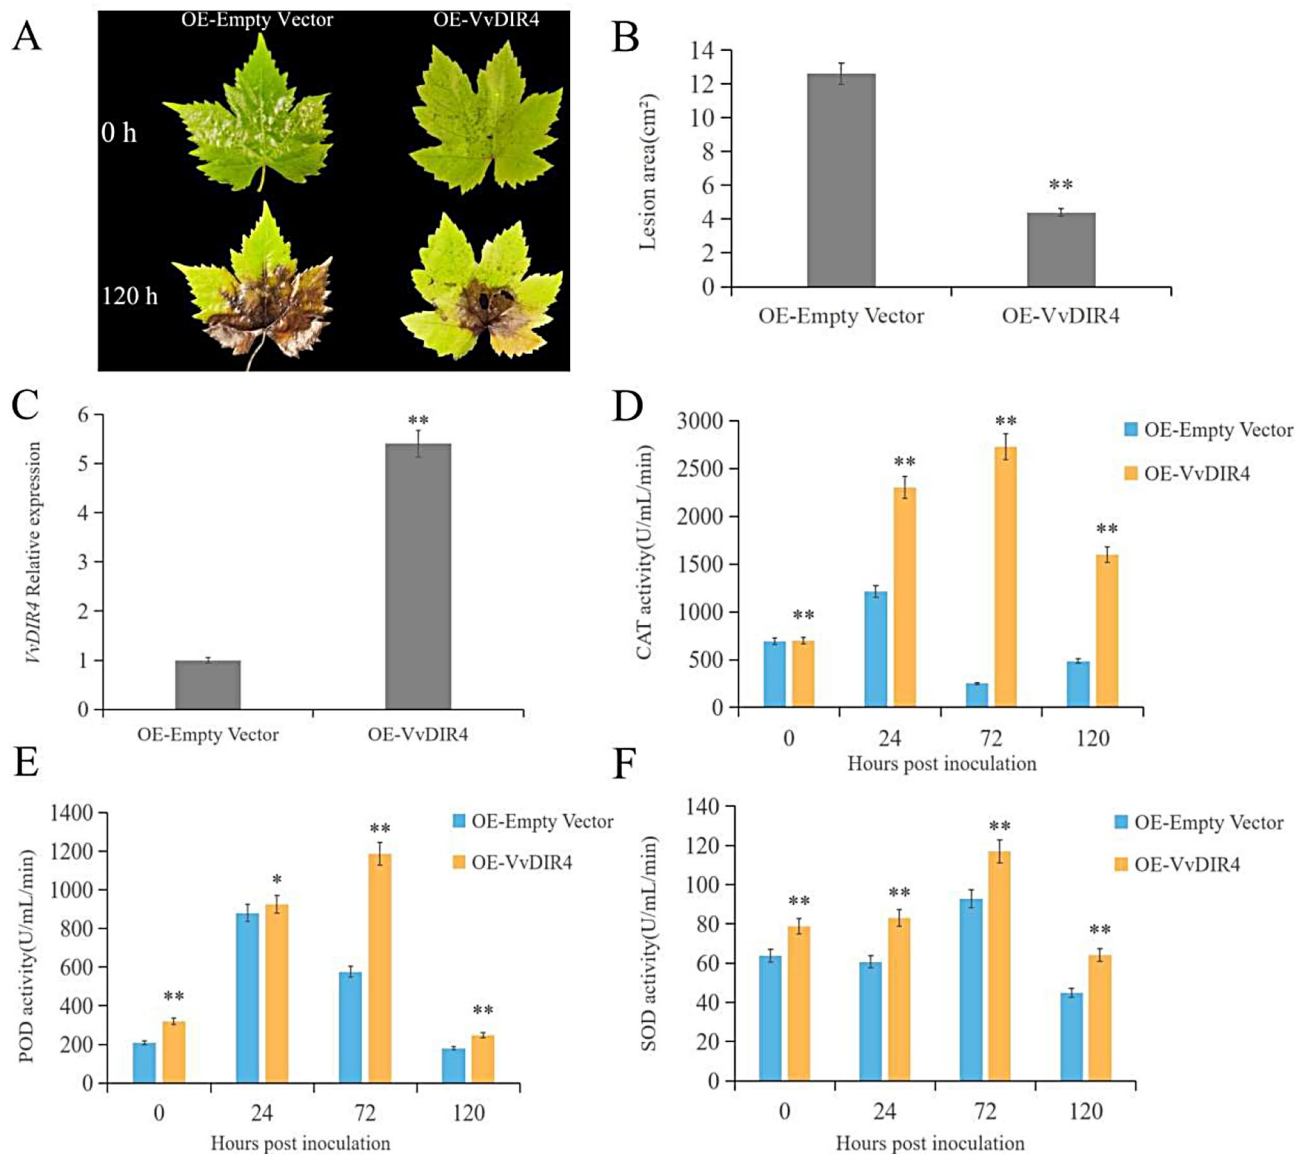 A
OE-Empty Vector
OE-VvDIR4
0 h
120 h
B
Lesion area(cm²)
14
12
10
8
6
4
2
0
**
OE-Empty Vector
OE-VvDIR4
C
VvDIR4 Relative expression
6
5
4
3
2
1
0
**
OE-Empty Vector
OE-VvDIR4
D
CAT activity(U/mL/min)
3000
2500
2000
1500
1000
500
0
**
**
**
**
OE-Empty Vector
OE-VvDIR4
0
24
72
120
Hours post inoculation
E
POD activity(U/mL/min)
1400
1200
1000
800
600
400
200
0
**
*
**
**
OE-Empty Vector
OE-VvDIR4
0
24
72
120
Hours post inoculation
F
SOD activity(U/mL/min)
140
120
100
80
60
40
20
0
**
**
**
**
OE-Empty Vector
OE-VvDIR4
0
24
72
120
Hours post inoculation